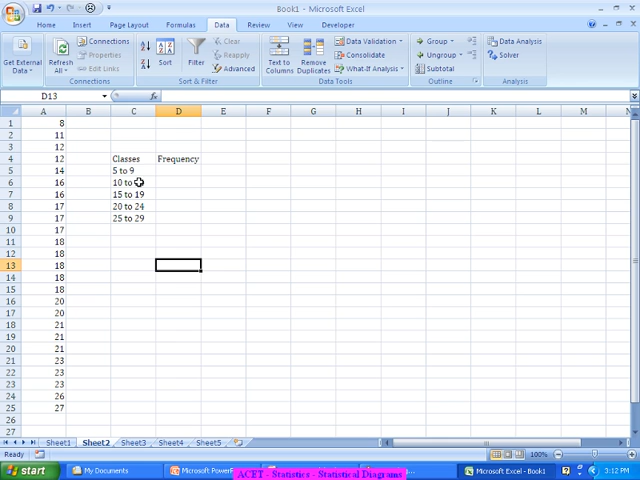 Book1 - Microsoft Excel
Home Insert Page Layout Formulas Data Review View Developer
Get External Data
Refresh All
Connections
Properties
Edit Links
Connections
Sort
Filter
Clear
Reapply
Advanced
Sort & Filter
Text to Columns
Remove Duplicates
Data Validation
Consolidate
What-If Analysis
Data Tools
Group
Ungroup
Subtotal
Outline
Data Analysis
Solver
Analysis
D13
A B C D E F G H I J K L M N
1 8
2 11
3 12
4 12 Classes Frequency
5 14 5 to 9
6 16 10 to
7 16 15 to 19
8 17 20 to 24
9 17 25 to 29
10 17
11 18
12 18
13 18
14 18
15 18
16 20
17 20
18 21
19 21
20 21
21 23
22 23
23 23
24 26
25 27
26
27
Sheet1 Sheet2 Sheet3 Sheet4 Sheet5
Ready 100%
start My Documents Microsoft Microsoft Excel - Book1 3:12 PM
ACET - Statistics - Statistical Diagrams